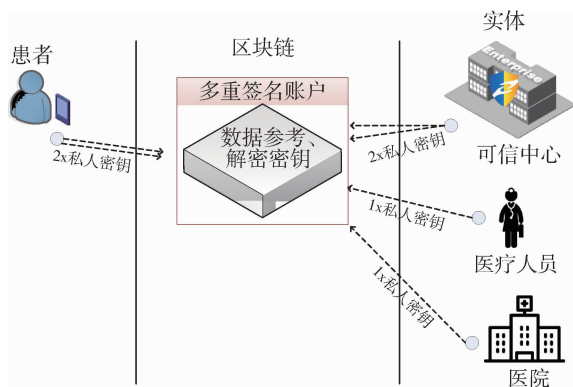 患者
区块链
实体
Enterprise
多重签名账户
数据参考、
解密密钥
2x私人密钥
2x私人密钥
可信中心
1x私人密钥
医疗人员
1x私人密钥
医院